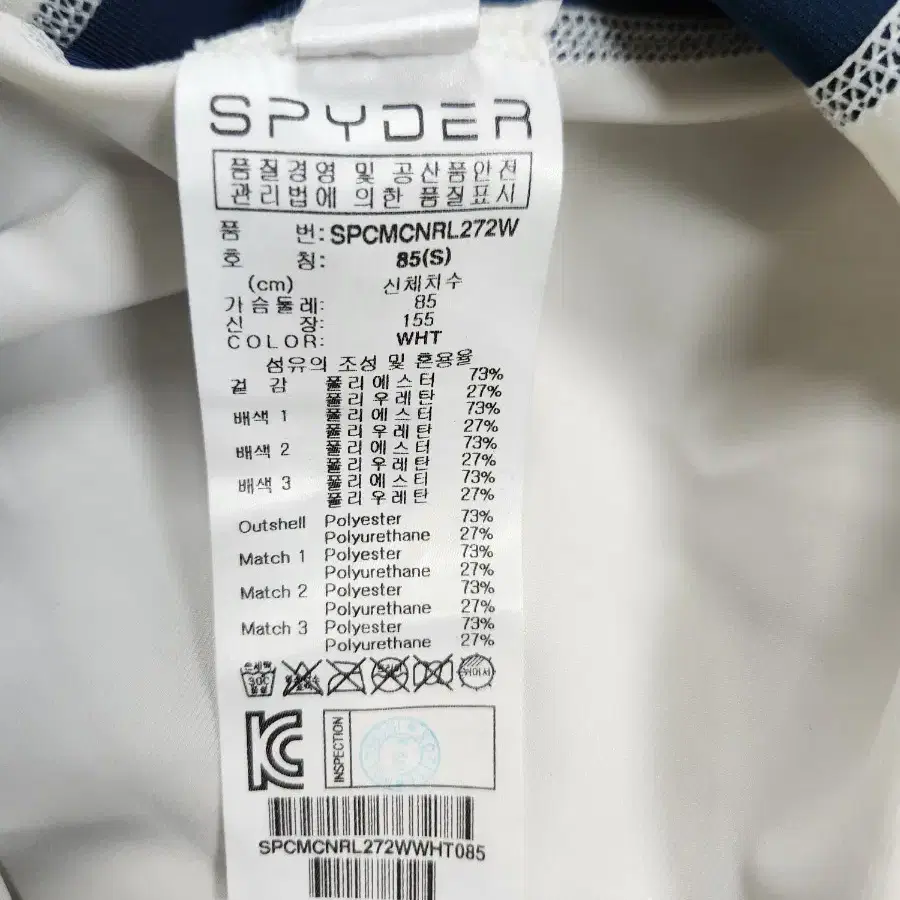 SPYDER
품질경영 및 공산품안전
관리법에 의한 품질표시
품 번: SPCMCNRL272W
호 칭: 85(S)
(cm) 신체치수
가슴둘레: 85
신 장: 155
COLOR: WHT
섬유의 조성 및 혼용율
겉 감 폴리에스터 73%
폴리우레탄 27%
배색 1 폴리에스터 73%
폴리우레탄 27%
배색 2 폴리에스터 73%
폴리우레탄 27%
배색 3 폴리에스터 73%
폴리우레탄 27%
Outshell Polyester 73%
Polyurethane 27%
Match 1 Polyester 73%
Polyurethane 27%
Match 2 Polyester 73%
Polyurethane 27%
Match 3 Polyester 73%
Polyurethane 27%
INSPECTION
SPCMCNRL272WWHT085